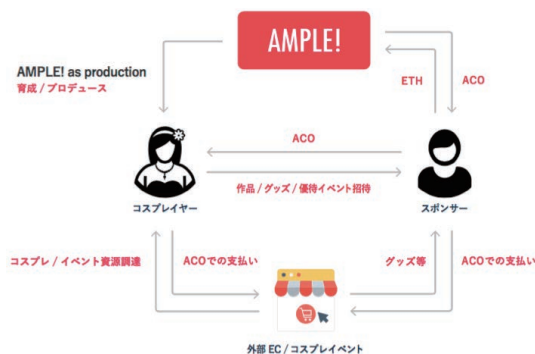 AMPLE!
AMPLE! as production
育成 / プロデュース
ETH
ACO
ACO
作品 / グッズ / 優待イベント招待
コスプレイヤー
スポンサー
コスプレ / イベント資源調達
ACOでの支払い
グッズ等
ACOでの支払い
外部 EC / コスプレイベント